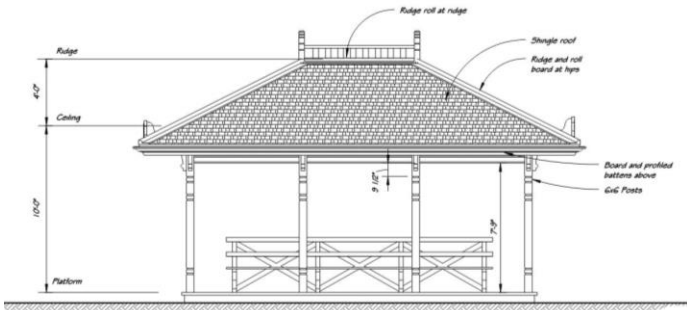 Ridge roll at ridge
Shingle roof
Ridge
Ridge and roll
board at hips
4'-0"
Ceiling
Board and profiled
battens above
9 1/2"
6x6 Posts
10'-0"
7'-9"
Platform